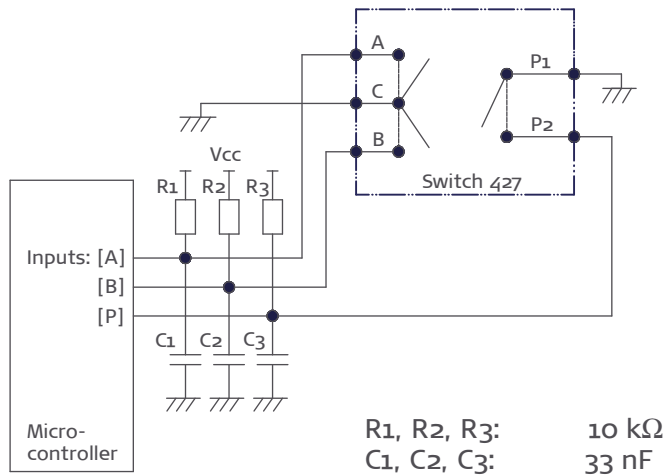 A
C
B
P1
P2
Switch 427
Vcc
R1 R2 R3
Inputs: [A]
[B]
[P]
C1 C2 C3
Micro-
controller
R1, R2, R3: 10 kΩ
C1, C2, C3: 33 nF